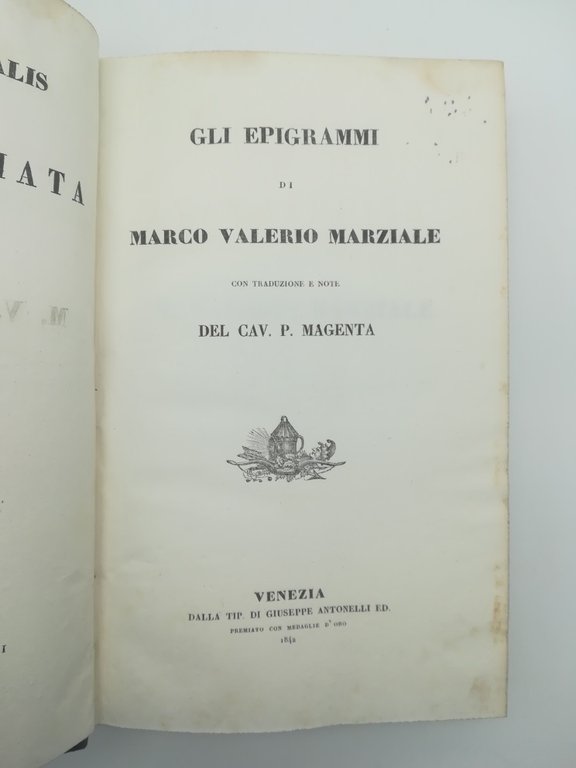 ALIS
MATA
I
GLI EPIGRAMMI
DI
MARCO VALERIO MARZIALE
CON TRADUZIONE E NOTE
DEL CAV. P. MAGENTA
VENEZIA
DALLA TIP. DI GIUSEPPE ANTONELLI ED.
PREMIATO CON MEDAGLIE D'ORO
1842